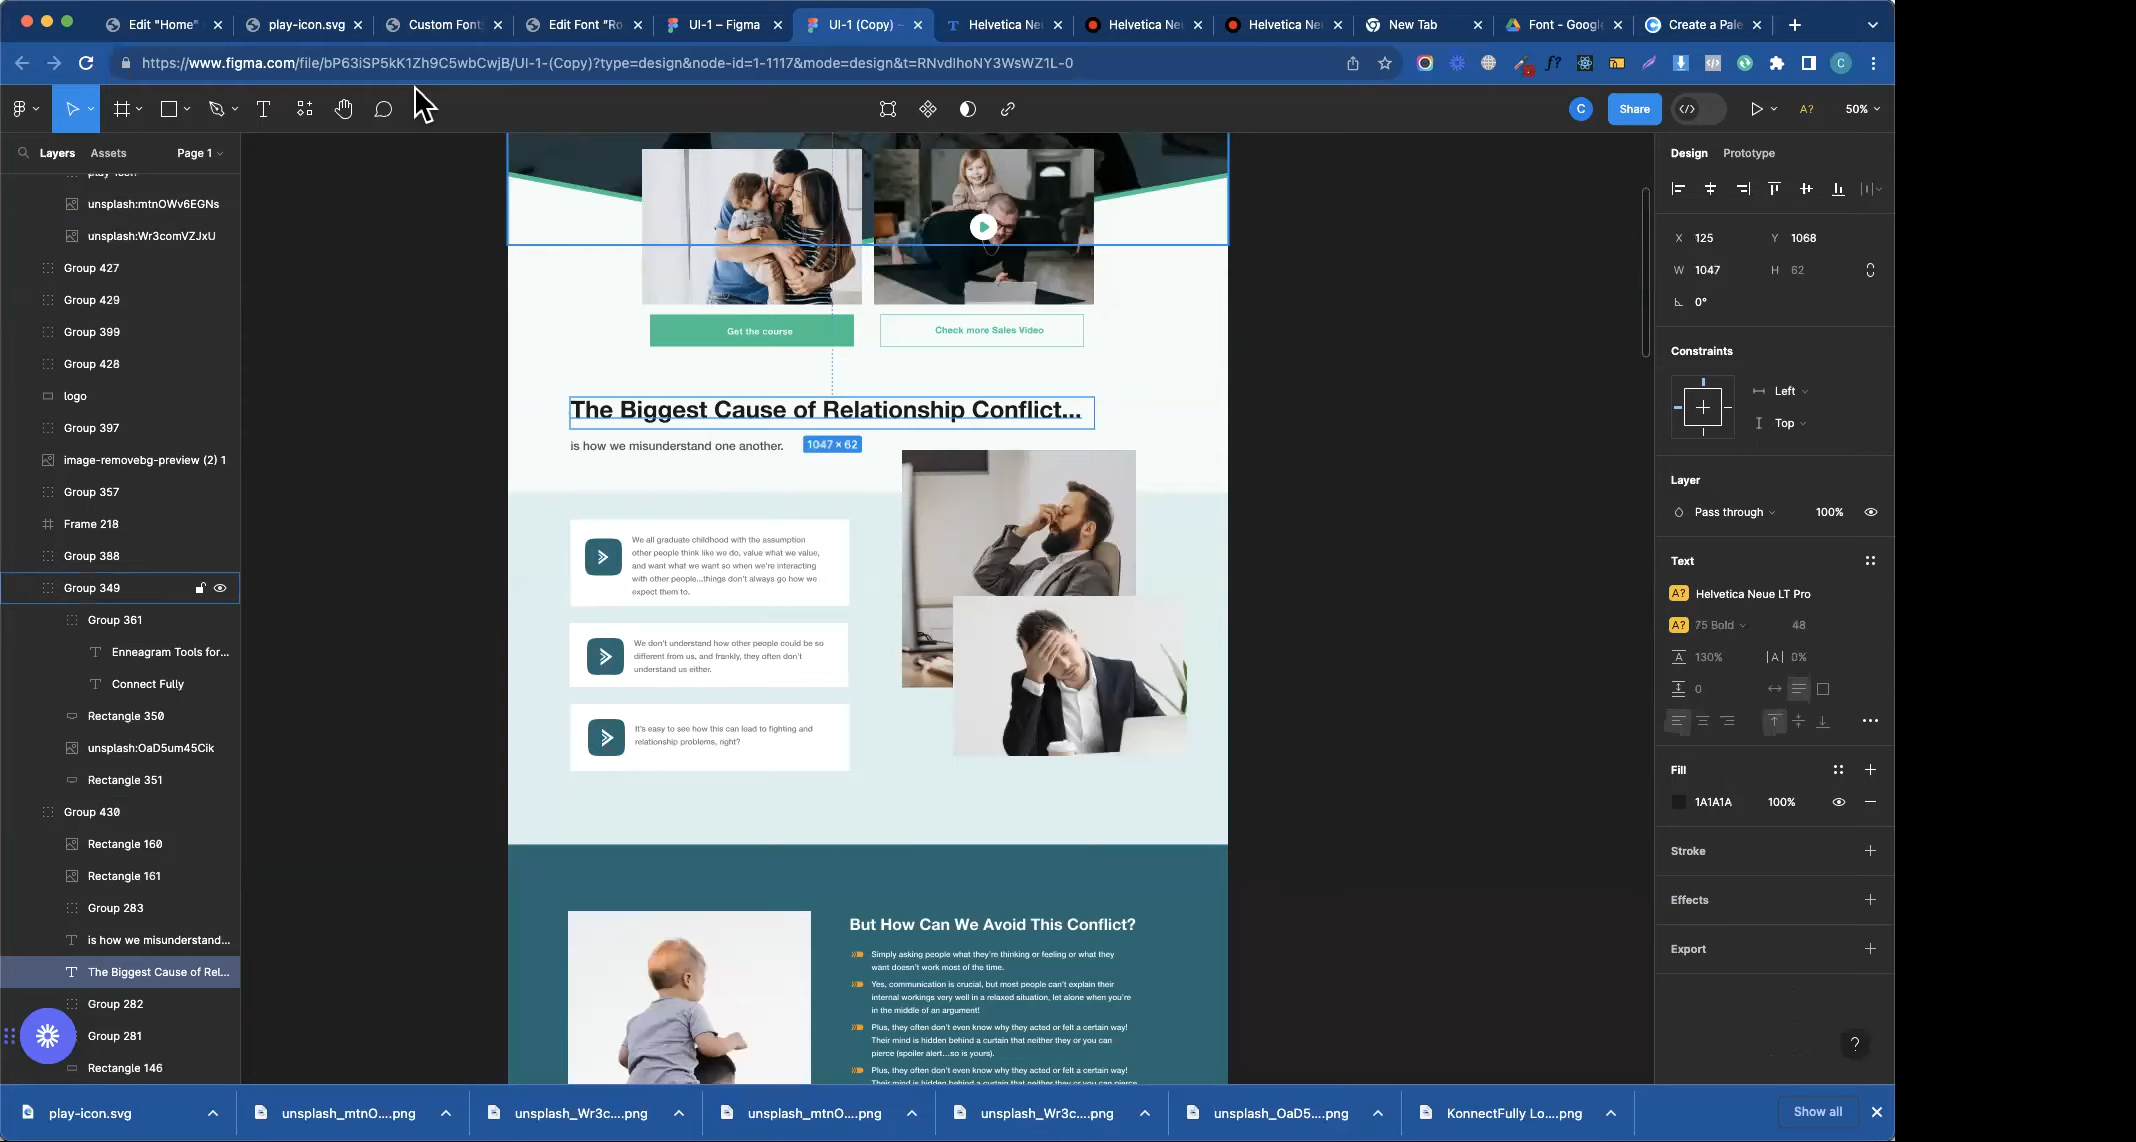 Edit "Home"
play-icon.svg
Custom Font
Edit Font "Ro
UI-1 – Figma
UI-1 (Copy) –
Helvetica Ne
Helvetica Ne
Helvetica Ne
New Tab
Font - Google
Create a Pale
https://www.figma.com/file/bP63iSP5kK1Zh9C5wbCwjB/UI-1-(Copy)?type=design&node-id=1-1117&mode=design&t=RNvdIhoNY3WsWZ1L-0
C
C
Share
A?
50%
Layers
Assets
Page 1
play-icon
unsplash:mtnOWv6EGNs
unsplash:Wr3comVZJxU
Group 427
Group 429
Group 399
Group 428
logo
Group 397
image-removebg-preview (2) 1
Group 357
Frame 218
Group 388
Group 349
Group 361
Enneagram Tools for...
Connect Fully
Rectangle 350
unsplash:OaD5um45Cik
Rectangle 351
Group 430
Rectangle 160
Rectangle 161
Group 283
is how we misunderstand...
The Biggest Cause of Rel...
Group 282
Group 281
Rectangle 146
Get the course
Check more Sales Video
The Biggest Cause of Relationship Conflict...
is how we misunderstand one another.
1047 × 62
We all graduate childhood with the assumption
other people think like we do, value what we value,
and want what we want so when we're interacting
with other people...things don't always go how we
expect them to.
We don't understand how other people could be so
different from us, and frankly, they often don't
understand us either.
It's easy to see how this can lead to fighting and
relationship problems, right?
But How Can We Avoid This Conflict?
Simply asking people what they're thinking or feeling or what they
want doesn't work most of the time.
Yes, communication is crucial, but most people can't explain their
internal workings very well in a relaxed situation, let alone when you're
in the middle of an argument!
Plus, they often don't even know why they acted or felt a certain way!
Their mind is hidden behind a curtain that neither they or you can
pierce (spoiler alert...so is yours).
Plus, they often don't even know why they acted or felt a certain way!
Their mind is hidden behind a curtain that neither they or you can pierce
Design
Prototype
X 125
Y 1068
W 1047
H 62
0°
Constraints
Left
Top
Layer
Pass through
100%
Text
A? Helvetica Neue LT Pro
A? 75 Bold
48
130%
0%
0
Fill
1A1A1A
100%
Stroke
Effects
Export
?
play-icon.svg
unsplash_mtnO....png
unsplash_Wr3c....png
unsplash_mtnO....png
unsplash_Wr3c....png
unsplash_OaD5....png
KonnectFully Lo....png
Show all